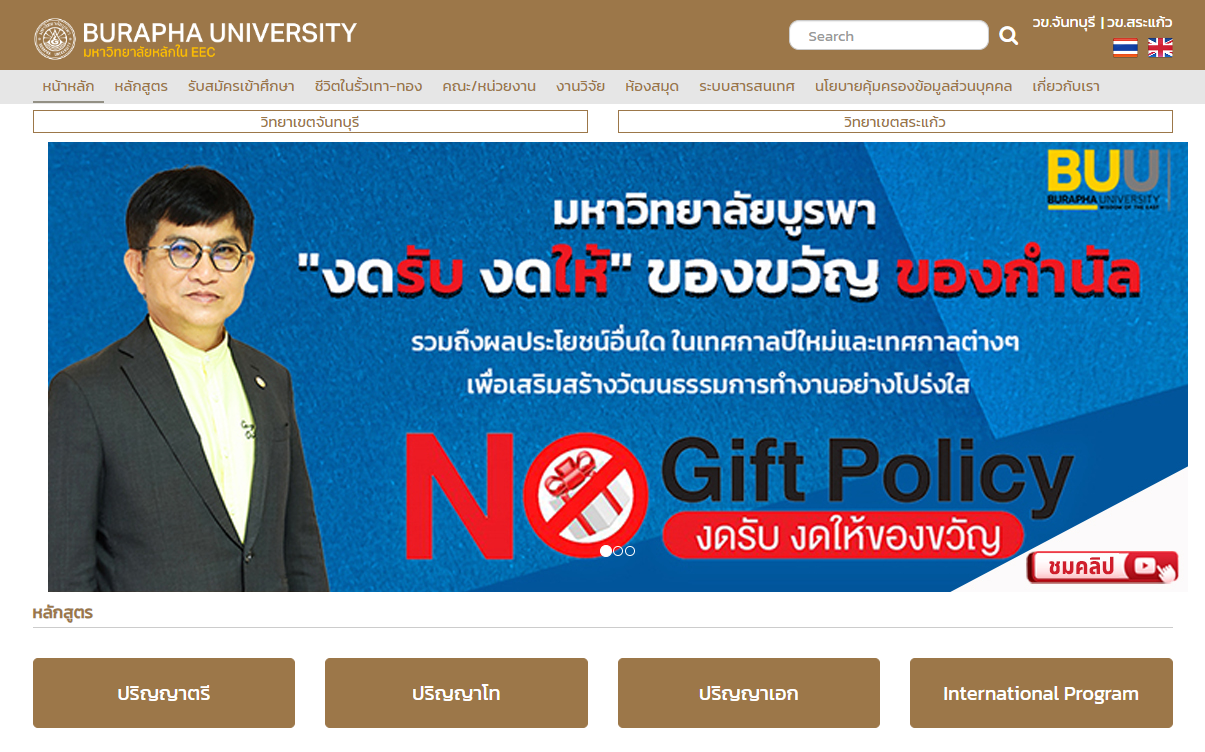 BURAPHA UNIVERSITY
มหาวิทยาลัยหลักใน EEC
Search
วข.จันทบุรี | วข.สระแก้ว
หน้าหลัก หลักสูตร รับสมัครเข้าศึกษา ชีวิตในรั้วเทา-ทอง คณะ/หน่วยงาน งานวิจัย ห้องสมุด ระบบสารสนเทศ นโยบายคุ้มครองข้อมูลส่วนบุคคล เกี่ยวกับเรา
วิทยาเขตจันทบุรี วิทยาเขตสระแก้ว
BUU
BURAPHA UNIVERSITY
WISDOM OF THE EAST
มหาวิทยาลัยบูรพา
"งดรับ งดให้" ของขวัญ ของกำนัล
รวมถึงผลประโยชน์อื่นใด ในเทศกาลปีใหม่และเทศกาลต่างๆ
เพื่อเสริมสร้างวัฒนธรรมการทำงานอย่างโปร่งใส
NO Gift Policy
งดรับ งดให้ของขวัญ
ชมคลิป
หลักสูตร
ปริญญาตรี ปริญญาโท ปริญญาเอก International Program